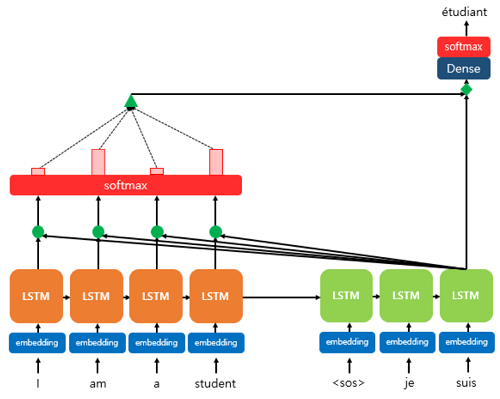 étudiant
softmax
Dense
softmax
LSTM LSTM LSTM LSTM LSTM LSTM LSTM
embedding embedding embedding embedding embedding embedding embedding
I am a student <sos> je suis